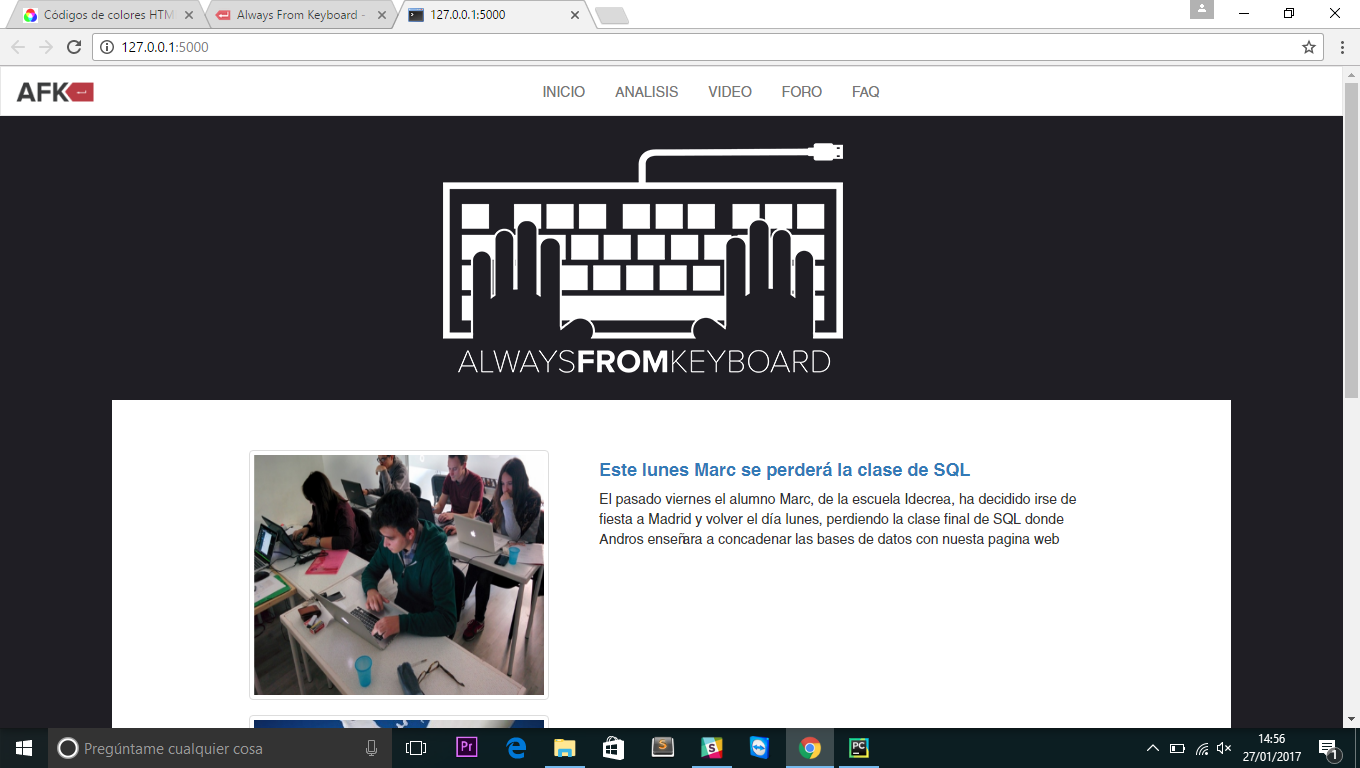 Códigos de colores HTM
Always From Keyboard -
127.0.0.1:5000
127.0.0.1:5000
AFK
INICIO
ANALISIS
VIDEO
FORO
FAQ
ALWAYSFROMKEYBOARD
Este lunes Marc se perderá la clase de SQL
El pasado viernes el alumno Marc, de la escuela Idecrea, ha decidido irse de
fiesta a Madrid y volver el día lunes, perdiendo la clase final de SQL donde
Andros enseñara a concadenar las bases de datos con nuesta pagina web
Pregúntame cualquier cosa
Pr
S
S
PC
14:56
27/01/2017
1